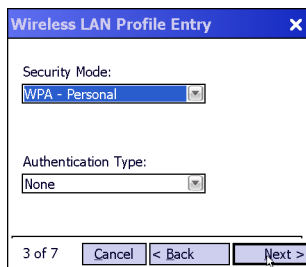 Wireless LAN Profile Entry X
Security Mode:
WPA - Personal
Authentication Type:
None
3 of 7 Cancel < Back Next >